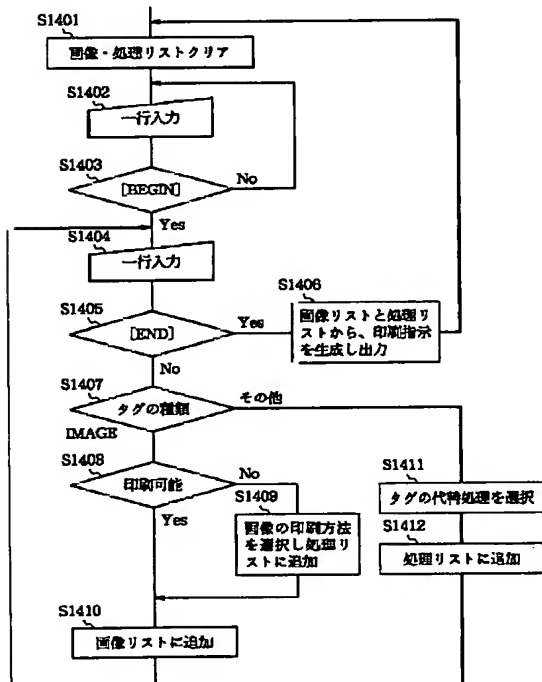 S1401
画像・処理リストクリア
S1402
一行入力
S1403
[BEGIN]
No
Yes
S1404
一行入力
S1405
[END]
Yes
S1406
画像リストと処理リ
ストから、印刷指示
を生成し出力
No
S1407
タグの種類
その他
IMAGE
S1408
印刷可能
No
Yes
S1409
画像の印刷方法
を選択し処理リ
ストに追加
S1411
タグの代替処理を選択
S1412
処理リストに追加
S1410
画像リストに追加